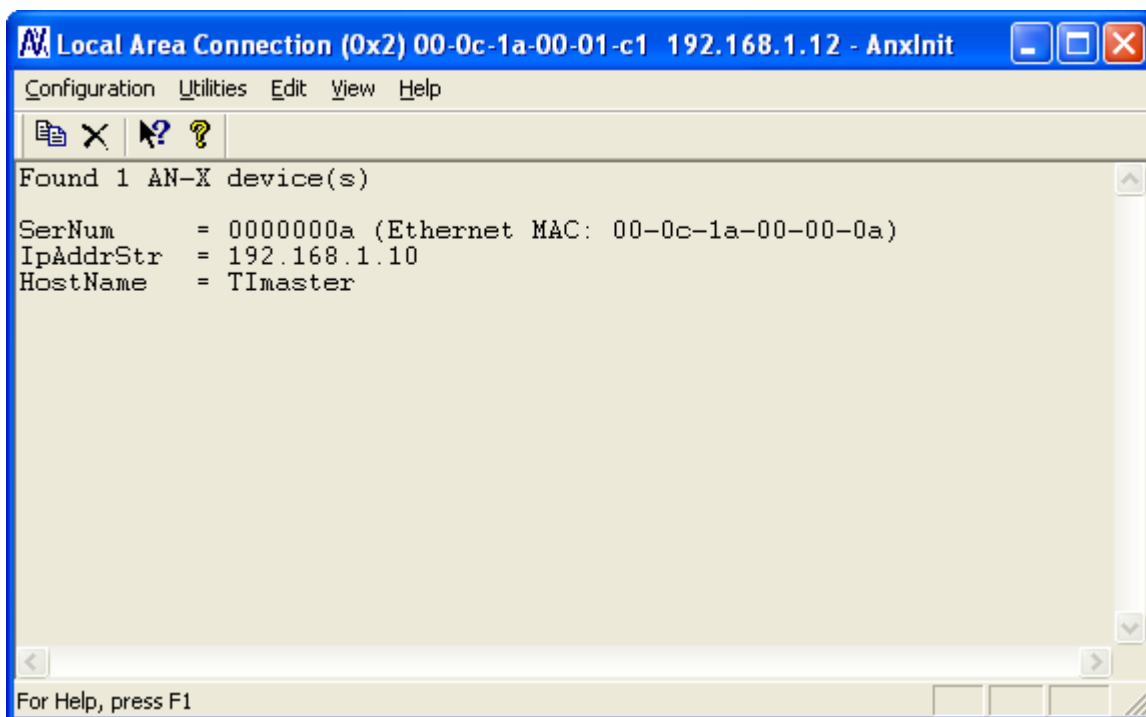 AX Local Area Connection (0x2) 00-0c-1a-00-01-c1 192.168.1.12 - AnxInit
Configuration Utilities Edit View Help
Found 1 AN-X device(s)
SerNum = 0000000a (Ethernet MAC: 00-0c-1a-00-00-0a)
IpAddrStr = 192.168.1.10
HostName = TImaster
For Help, press F1